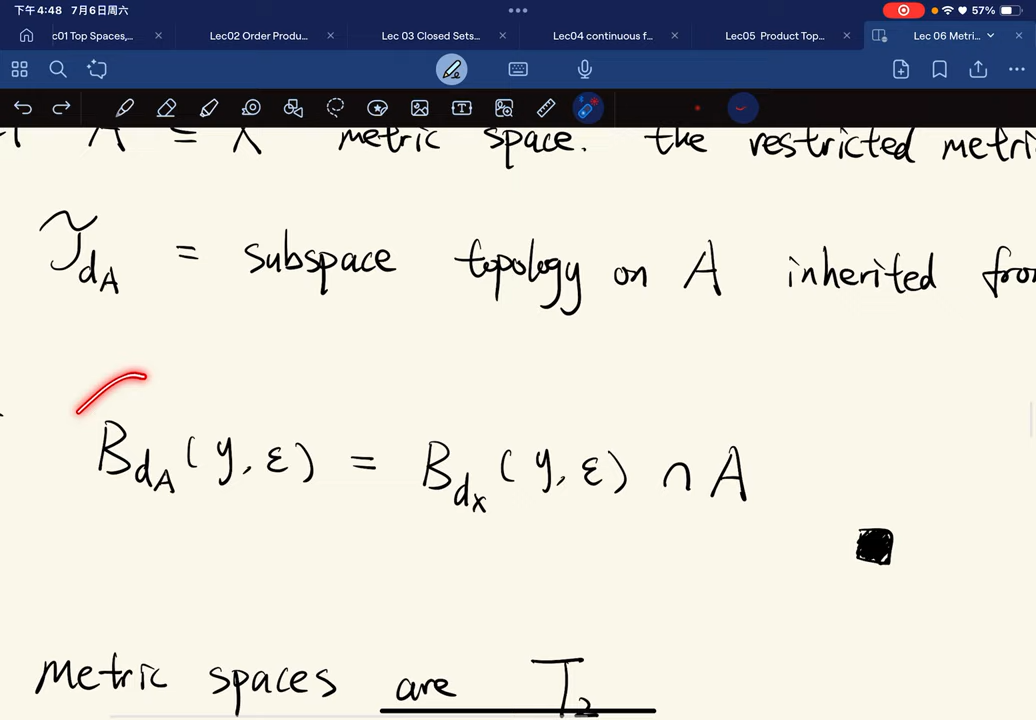 下午4:48 7月6日周六
57%
c01 Top Spaces,...
Lec02 Order Produ...
Lec 03 Closed Sets...
Lec04 continuous f...
Lec05 Product Top...
Lec 06 Metri...
metric space. the restricted metri
𝒯_{d_A} = subspace topology on A inherited from
B_{d_A}(y, ε) = B_{d_X}(y, ε) ∩ A
metric spaces are T₂